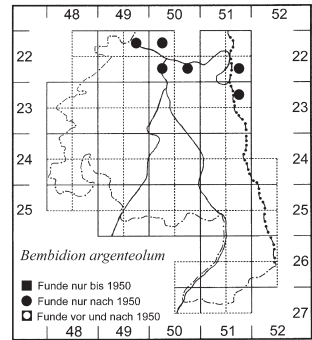 48 49 50 51 52
22 22
23 23
24 24
25 25
26
27
Bembidion argenteolum
Funde nur bis 1950
Funde nur nach 1950
Funde vor und nach 1950
48 49 50 51 52